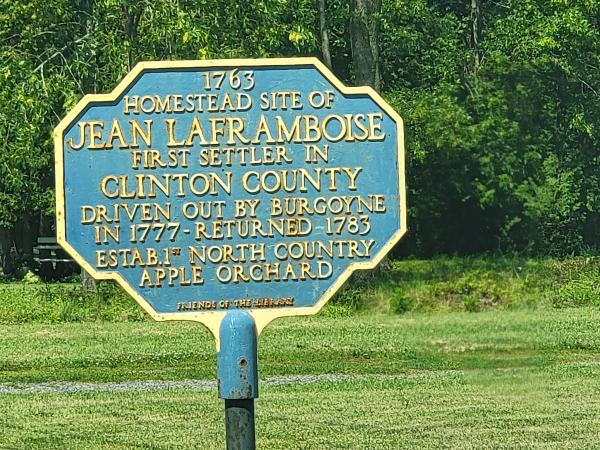 1763
HOMESTEAD SITE OF
JEAN LAFRAMBOISE
FIRST SETTLER IN
CLINTON COUNTY
DRIVEN OUT BY BURGOYNE
IN 1777-RETURNED 1783
ESTAB. 1ST NORTH COUNTRY
APPLE ORCHARD
FRIENDS OF THE LIBRARY